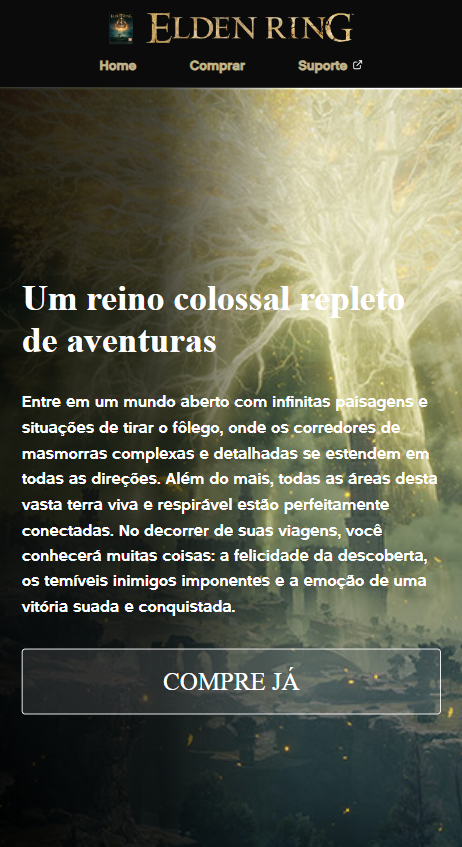 ELDEN RING
Home Comprar Suporte
Um reino colossal repleto
de aventuras
Entre em um mundo aberto com infinitas paisagens e
situações de tirar o fôlego, onde os corredores de
masmorras complexas e detalhadas se estendem em
todas as direções. Além do mais, todas as áreas desta
vasta terra viva e respirável estão perfeitamente
conectadas. No decorrer de suas viagens, você
conhecerá muitas coisas: a felicidade da descoberta,
os temíveis inimigos imponentes e a emoção de uma
vitória suada e conquistada.
COMPRE JÁ